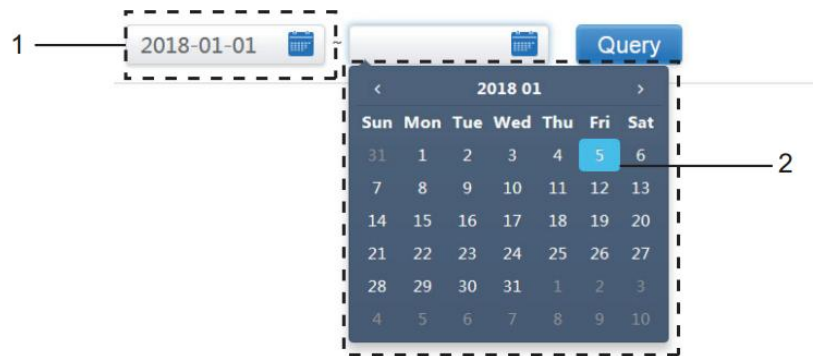 1 2018-01-01 ~ Query
‹ 2018 01 ›
Sun Mon Tue Wed Thu Fri Sat
31 1 2 3 4 5 6 2
7 8 9 10 11 12 13
14 15 16 17 18 19 20
21 22 23 24 25 26 27
28 29 30 31 1 2 3
4 5 6 7 8 9 10